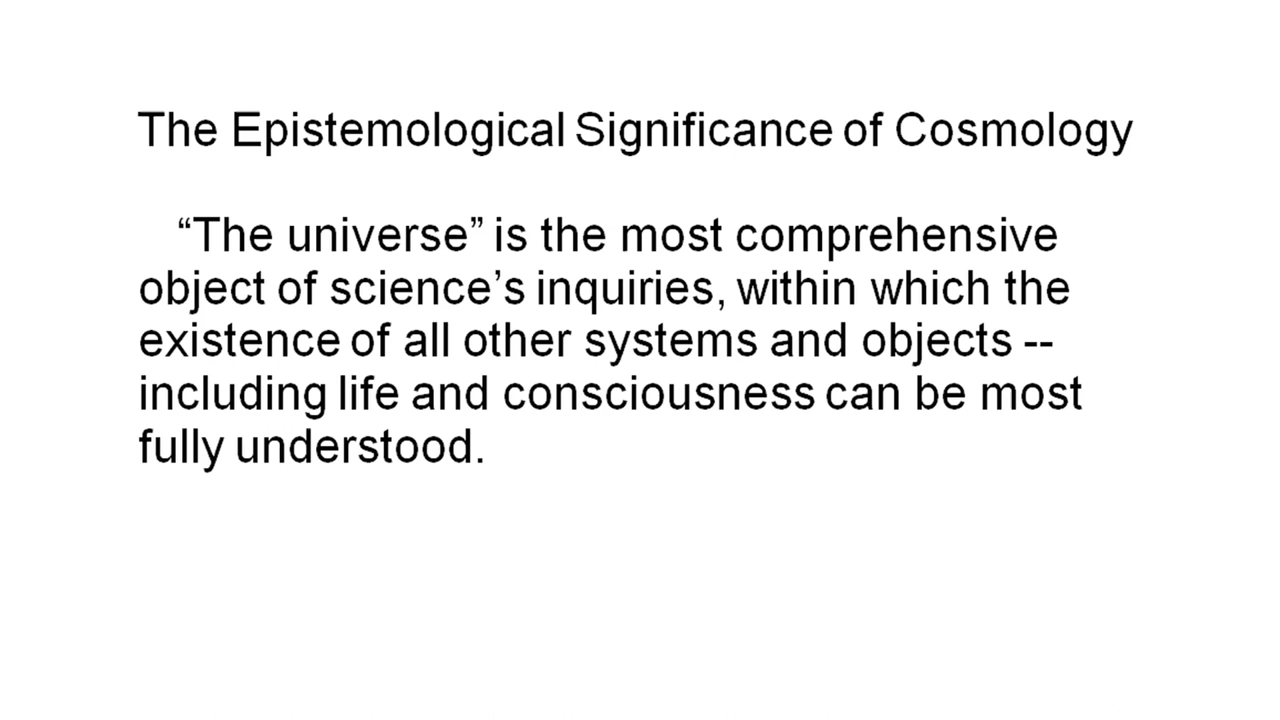 The Epistemological Significance of Cosmology
“The universe” is the most comprehensive
object of science’s inquiries, within which the
existence of all other systems and objects --
including life and consciousness can be most
fully understood.